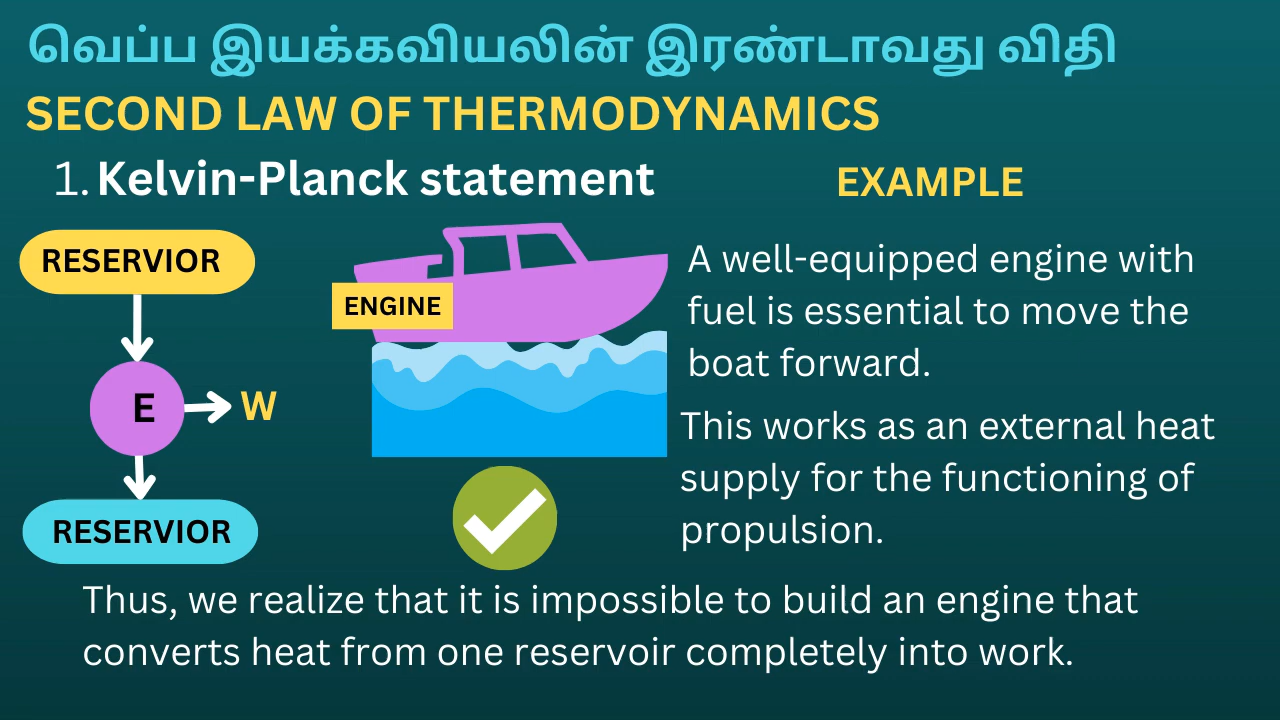 வெப்ப இயக்கவியலின் இரண்டாவது விதி
SECOND LAW OF THERMODYNAMICS
1. Kelvin-Planck statement
EXAMPLE
RESERVIOR
E
W
RESERVIOR
ENGINE
A well-equipped engine with
fuel is essential to move the
boat forward.
This works as an external heat
supply for the functioning of
propulsion.
Thus, we realize that it is impossible to build an engine that
converts heat from one reservoir completely into work.